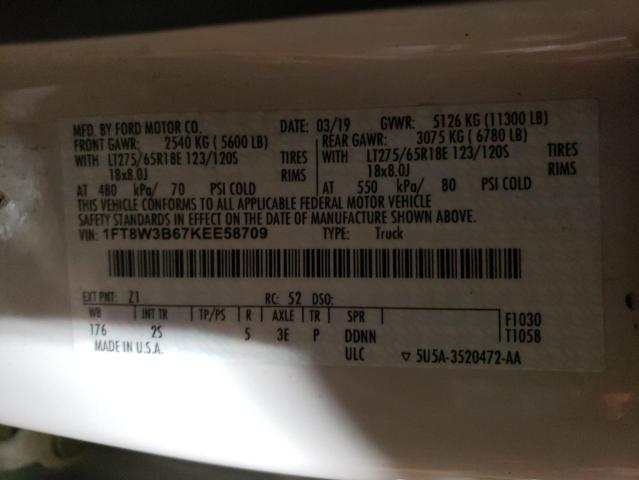 MFD. BY FORD MOTOR CO.
DATE: 03/19 GVWR: 5126 KG (11300 LB)
FRONT GAWR: 2540 KG (5600 LB)
REAR GAWR: 3075 KG (6780 LB)
WITH LT275/65R18E 123/120S TIRES
WITH LT275/65R18E 123/120S TIRES
18x8.0J RIMS
18x8.0J RIMS
AT 480 kPa/ 70 PSI COLD
AT 550 kPa/ 80 PSI COLD
THIS VEHICLE CONFORMS TO ALL APPLICABLE FEDERAL MOTOR VEHICLE
SAFETY STANDARDS IN EFFECT ON THE DATE OF MANUFACTURE SHOWN ABOVE.
VIN: 1FT8W3B67KEE58709 TYPE: Truck
EXT PNT: Z1 RC: 52 DSO:
WB INT TR TP/PS R AXLE TR SPR F1030
176 2S 5 3E P DDNN T1058
MADE IN U.S.A. ULC ▽ 5U5A-3520472-AA